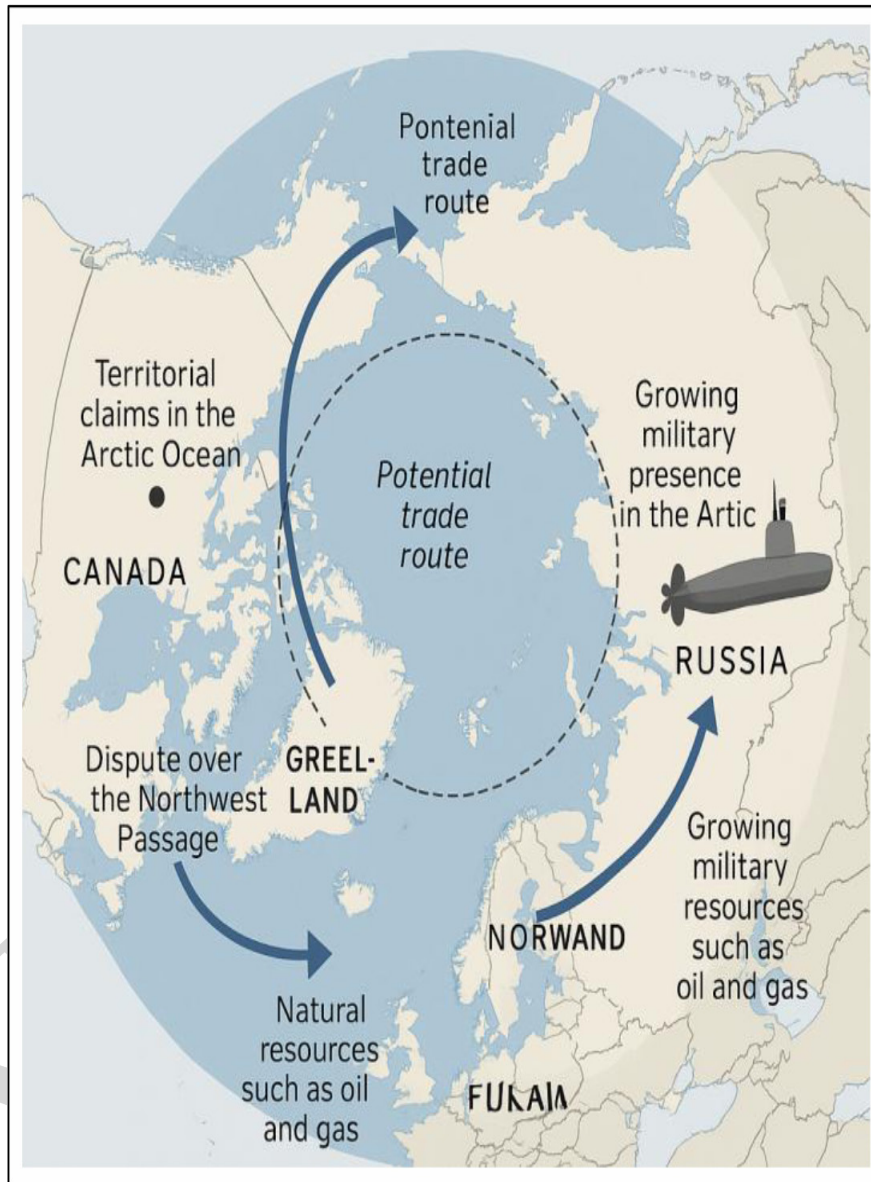 Pontenial
trade
route
Territorial
claims in the
Arctic Ocean
CANADA
Potential
trade
route
Growing
military
presence
in the Artic
RUSSIA
Dispute over
the Northwest
Passage
GREEL-
LAND
Growing
military
resources
such as
oil and gas
NORWAND
Natural
resources
such as oil
and gas